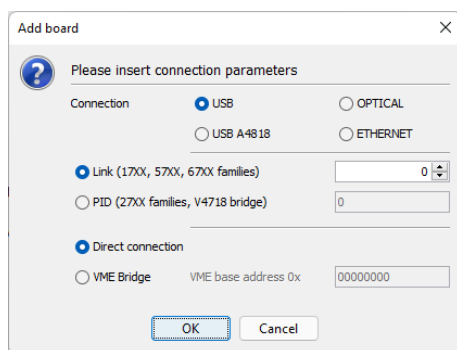 Add board
Please insert connection parameters
Connection USB OPTICAL
USB A4818 ETHERNET
Link (17XX, 57XX, 67XX families) 0
PID (27XX families, V4718 bridge) 0
Direct connection
VME Bridge VME base address 0x 00000000
OK Cancel